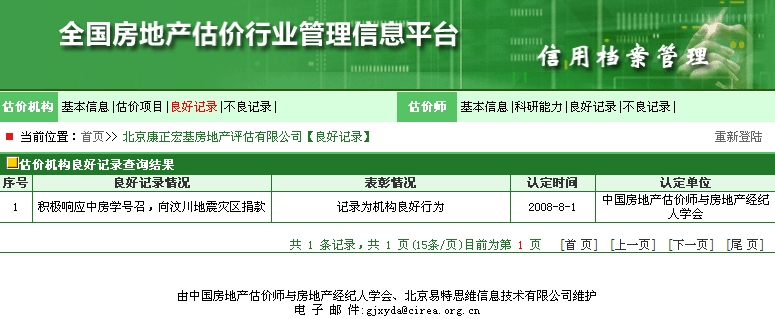 全国房地产估价行业管理信息平台
信用档案管理
估价机构 基本信息|估价项目|良好记录|不良记录| 估价师 基本信息|科研能力|良好记录|不良记录|
当前位置：首页>> 北京康正宏基房地产评估有限公司【良好记录】 重新登陆
估价机构良好记录查询结果
序号 良好记录情况 表彰情况 认定时间 认定单位
1 积极响应中房学号召，向汶川地震灾区捐款 记录为机构良好行为 2008-8-1 中国房地产估价师与房地产经纪
人学会
共 1 条记录，共 1 页(15条/页)目前为第 1 页 [首 页] [上一页] [下一页] [尾 页]
由中国房地产估价师与房地产经纪人学会、北京易特思维信息技术有限公司维护
电 子 邮 件:gjxyda@cirea.org.cn